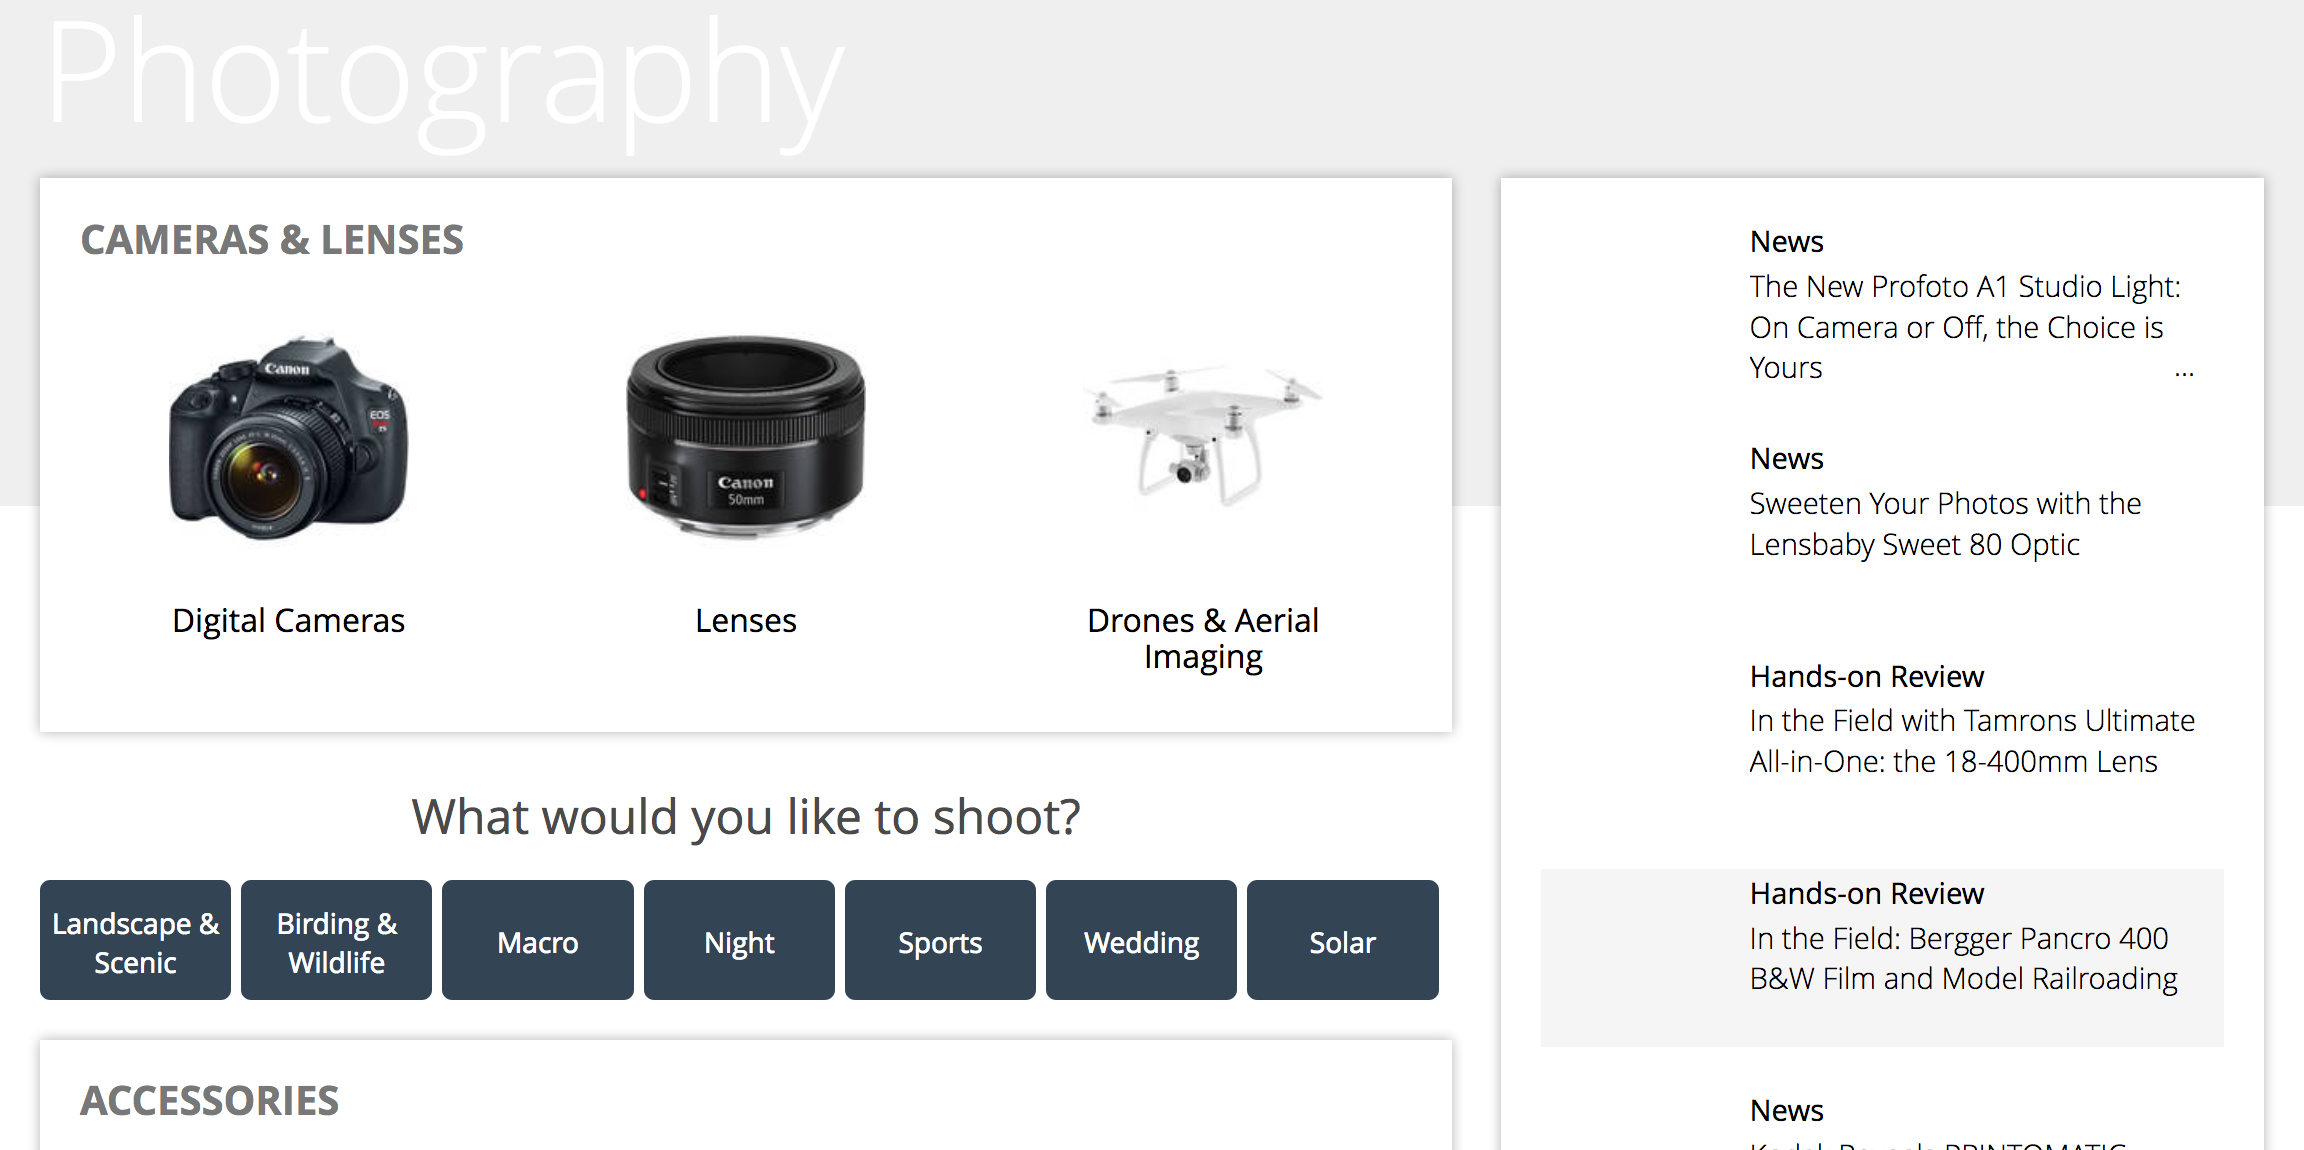 Photography
CAMERAS & LENSES
Canon
EOS
Canon
50mm
Digital Cameras
Lenses
Drones & Aerial
Imaging
What would you like to shoot?
Landscape &
Scenic
Birding &
Wildlife
Macro
Night
Sports
Wedding
Solar
ACCESSORIES
News
The New Profoto A1 Studio Light:
On Camera or Off, the Choice is
Yours ...
News
Sweeten Your Photos with the
Lensbaby Sweet 80 Optic
Hands-on Review
In the Field with Tamrons Ultimate
All-in-One: the 18-400mm Lens
Hands-on Review
In the Field: Bergger Pancro 400
B&W Film and Model Railroading
News